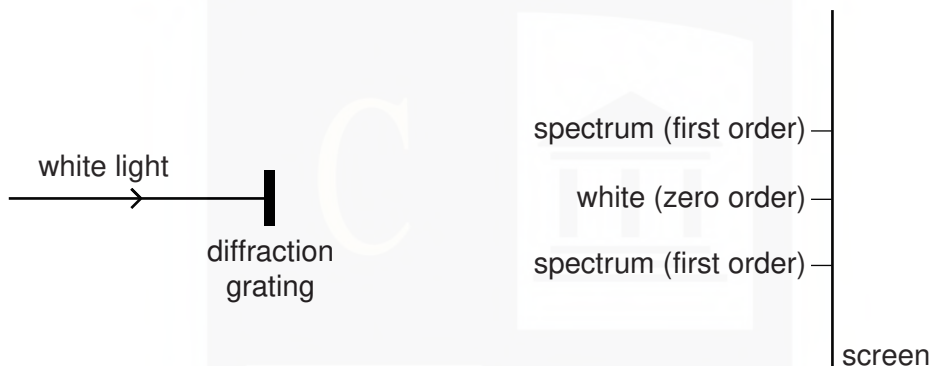 spectrum (first order)
white light
white (zero order)
diffraction
grating
spectrum (first order)
screen
C